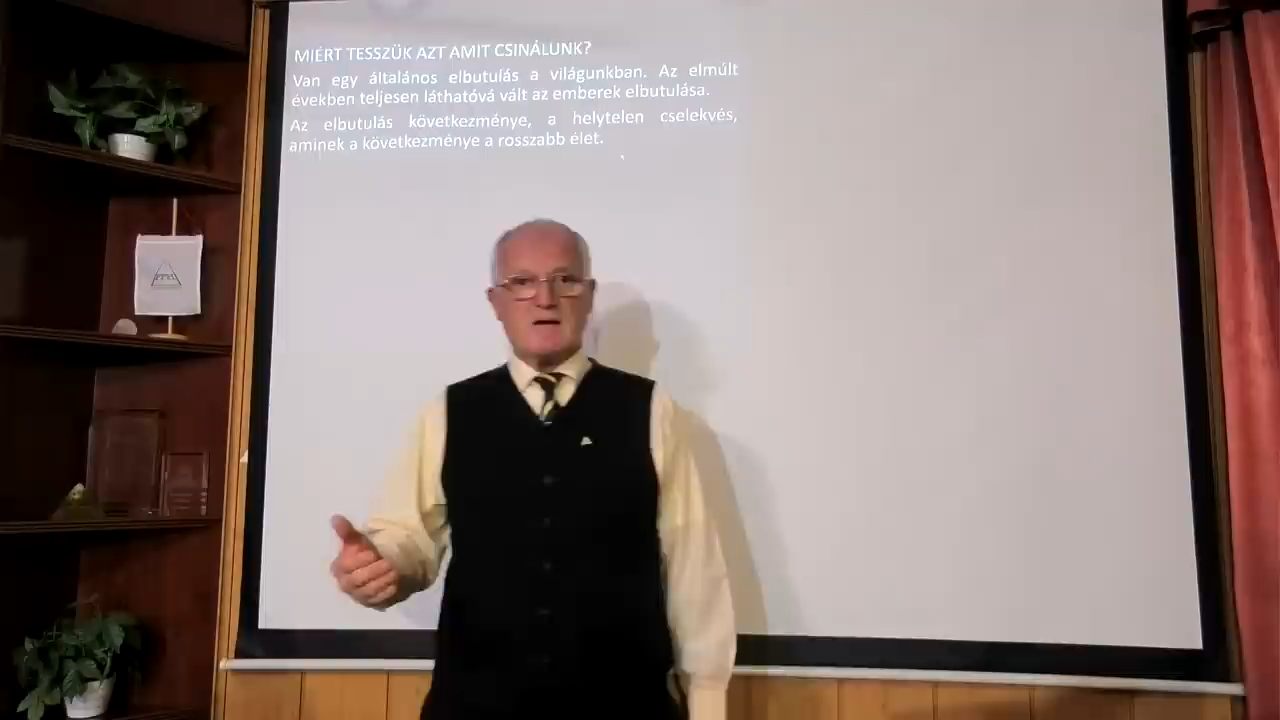 MIÉRT TESSZÜK AZT AMIT CSINÁLUNK?
Van egy általános elbutulás a világunkban. Az elmúlt
években teljesen láthatóvá vált az emberek elbutulása.
Az elbutulás következménye, a helytelen cselekvés,
aminek a következménye a rosszabb élet.